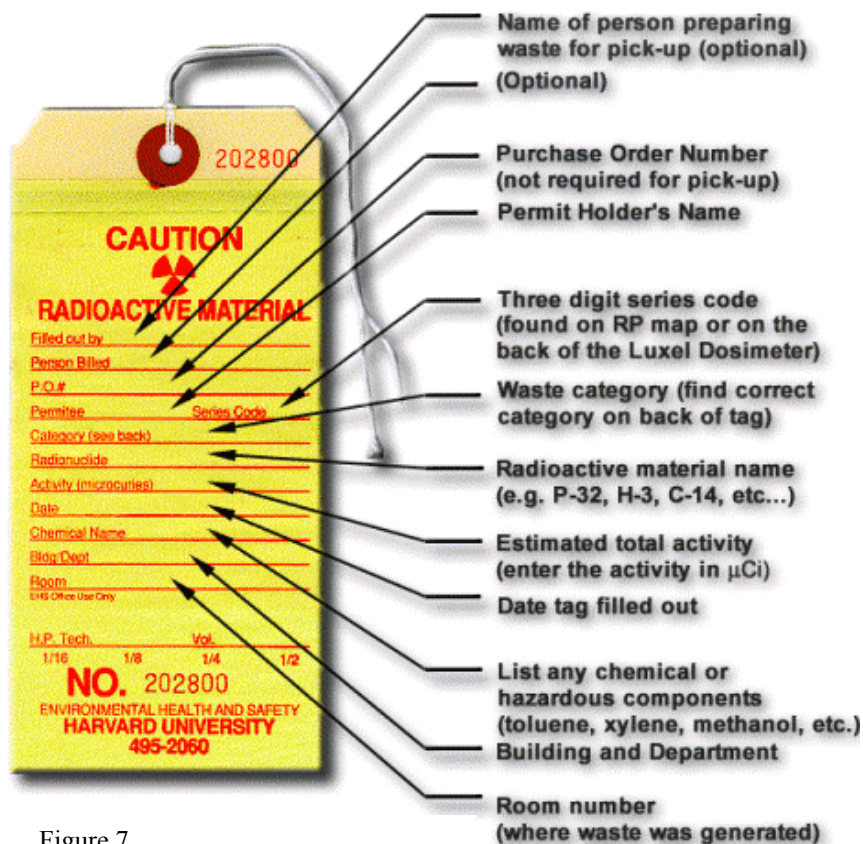 Name of person preparing
waste for pick-up (optional)
(Optional)
Purchase Order Number
(not required for pick-up)
Permit Holder's Name
Three digit series code
(found on RP map or on the
back of the Luxel Dosimeter)
Waste category (find correct
category on back of tag)
Radioactive material name
(e.g. P-32, H-3, C-14, etc...)
Estimated total activity
(enter the activity in µCi)
Date tag filled out
List any chemical or
hazardous components
(toluene, xylene, methanol, etc.)
Building and Department
Room number
(where waste was generated)
202800
CAUTION
RADIOACTIVE MATERIAL
Filled out by
Person Billed
P.O.#
Permitee Series Code
Category (see back)
Radionuclide
Activity (microcuries)
Date
Chemical Name
Bldg/Dept
Room
EHS Office Use Only
H.P. Tech. Vol.
1/16 1/8 1/4 1/2
NO. 202800
ENVIRONMENTAL HEALTH AND SAFETY
HARVARD UNIVERSITY
495-2060
Figure 7